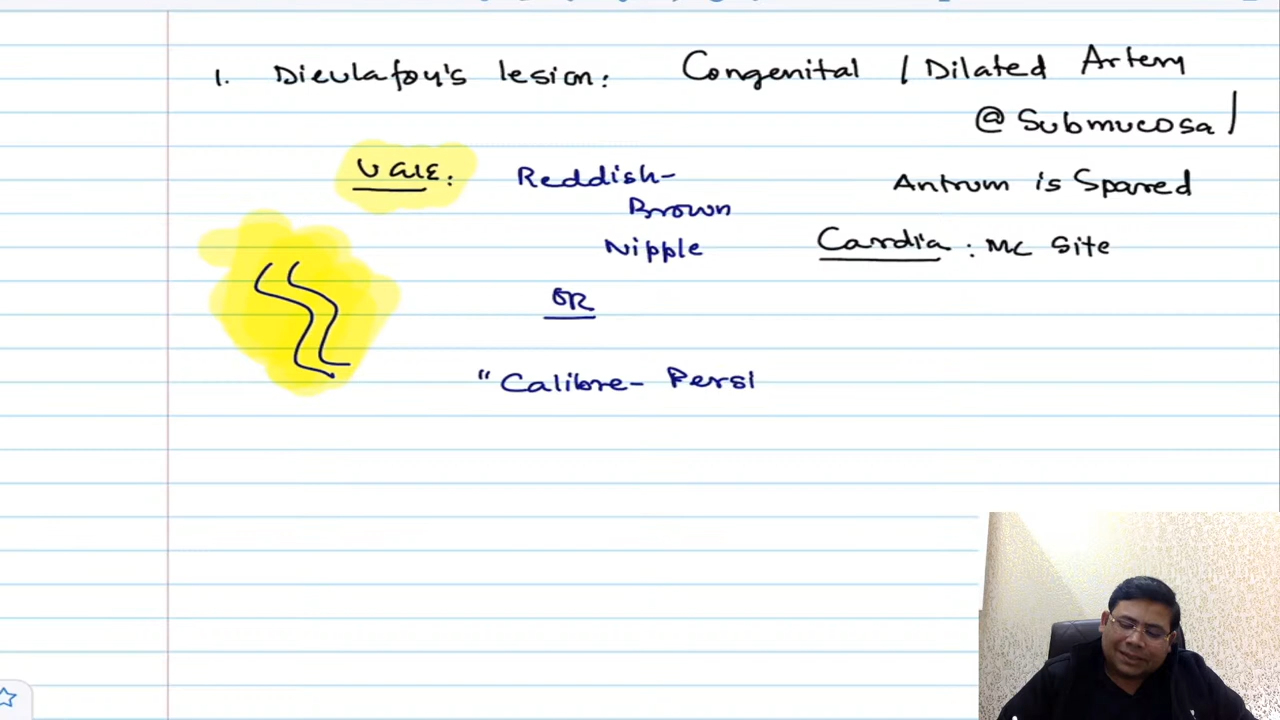 1. Dieulafoy's lesion: Congenital / Dilated Artery
@ Submucosa /
UGIE: Reddish-
Brown
Nipple
Antrum is Spared
Cardia: MC Site
OR
"Calibre- Persi